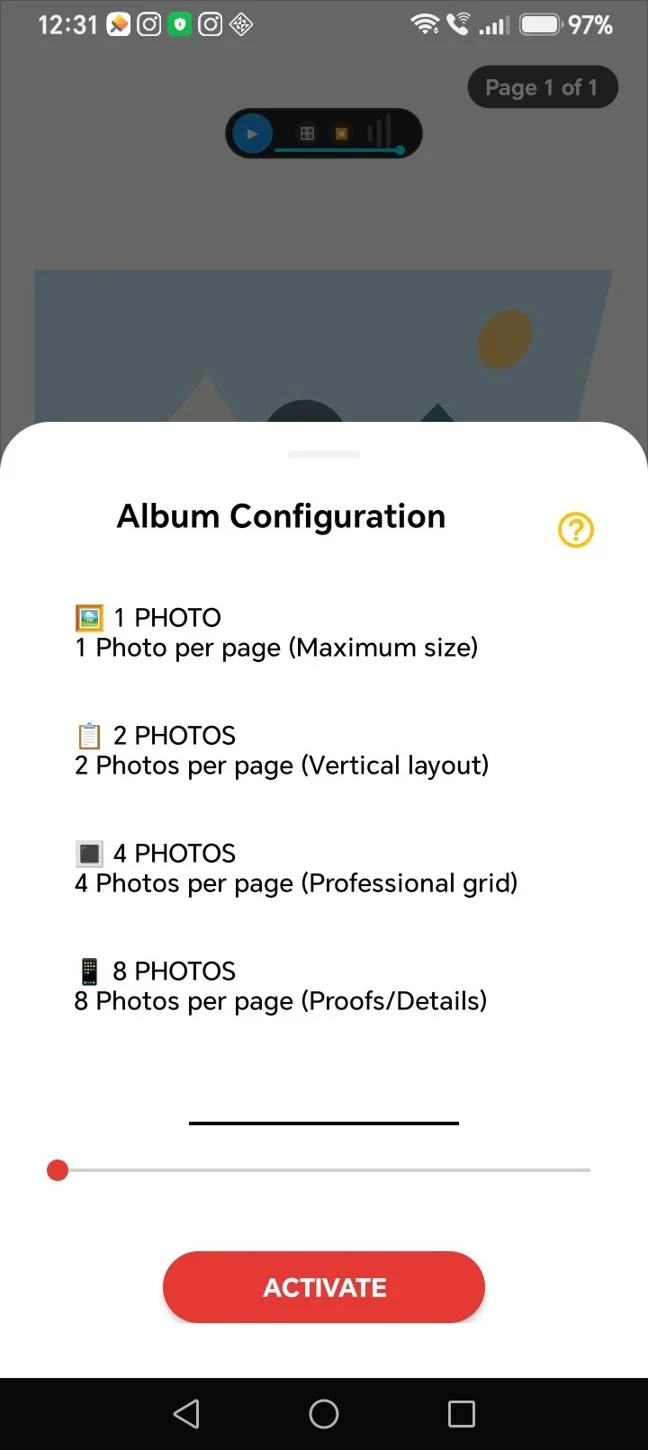 12:31
97%
Page 1 of 1
Album Configuration
?
1 PHOTO
1 Photo per page (Maximum size)
2 PHOTOS
2 Photos per page (Vertical layout)
4 PHOTOS
4 Photos per page (Professional grid)
8 PHOTOS
8 Photos per page (Proofs/Details)
ACTIVATE